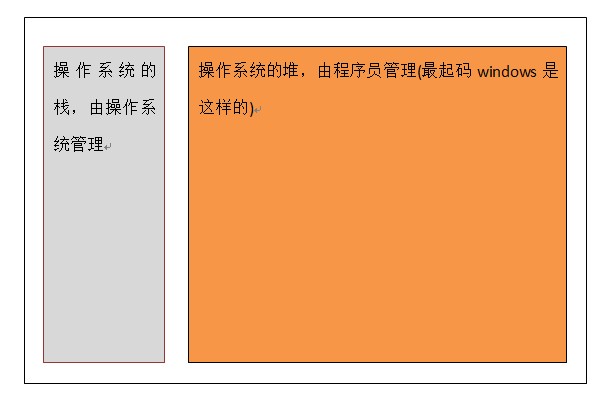 操作系统的
栈，由操作系
统管理↵
操作系统的堆，由程序员管理(最起码 windows 是
这样的)↵